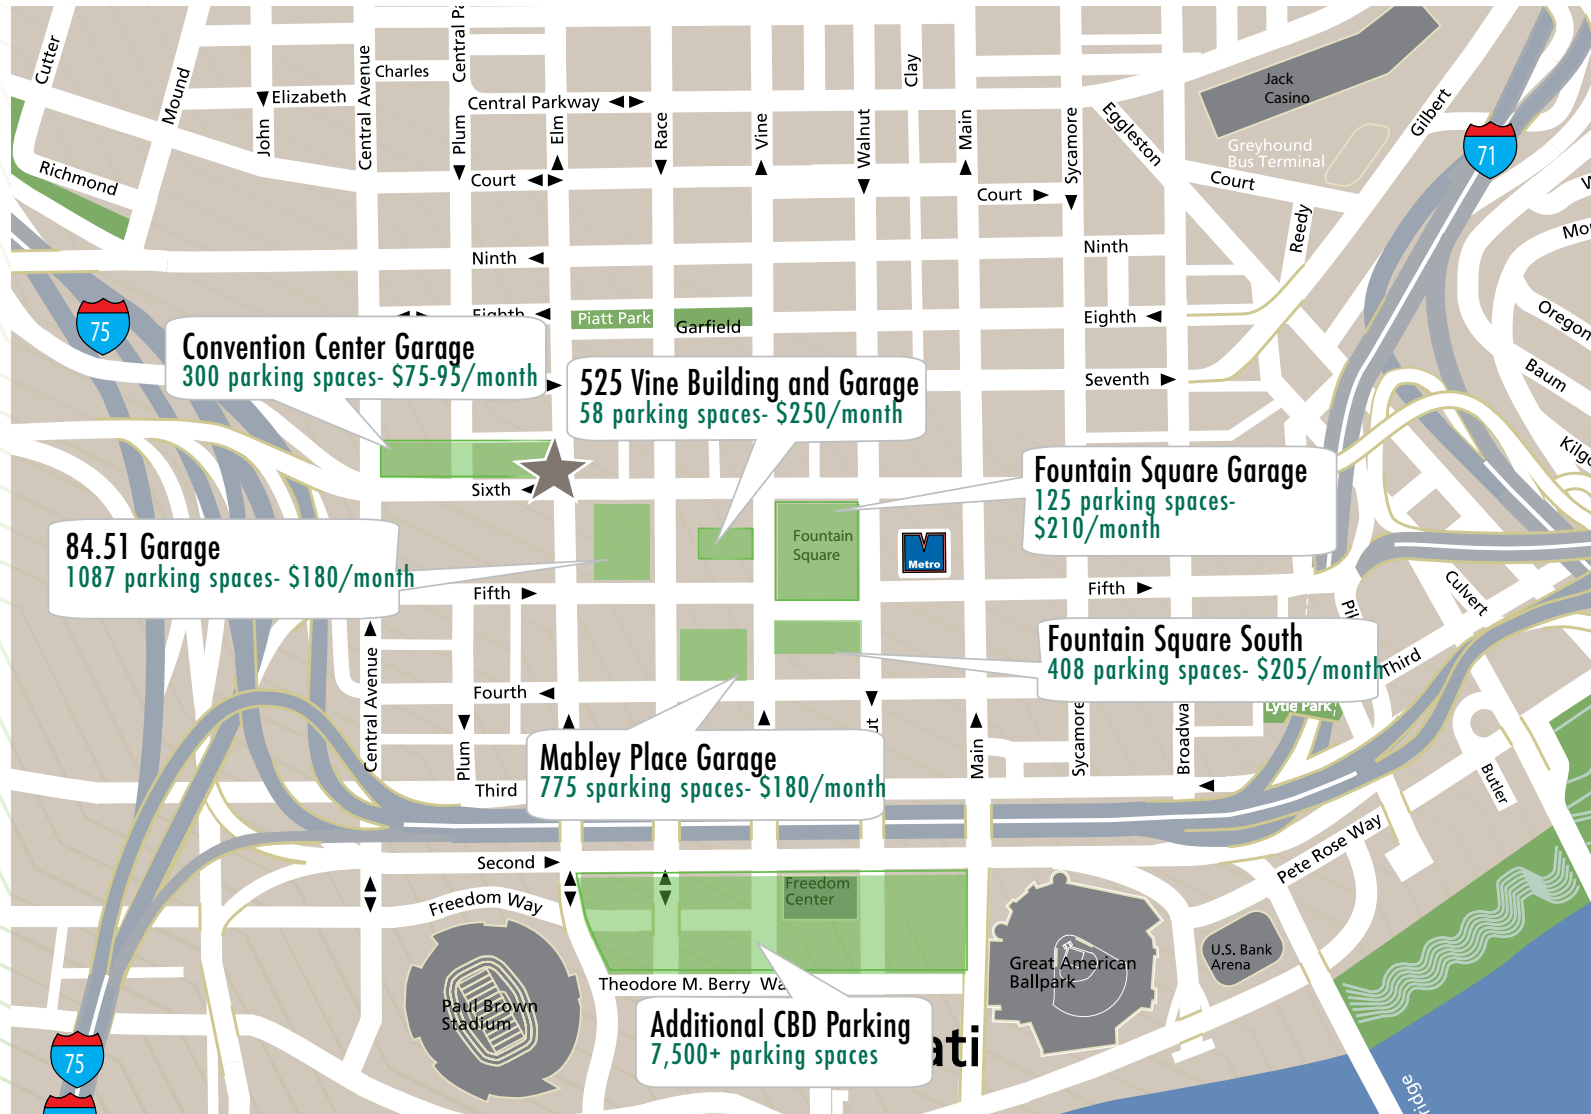 Cutter
Mound
Central Avenue
Charles
Central Pa
Clay
Jack
Casino
Elizabeth
John
Central Parkway
Plum
Elm
Race
Vine
Walnut
Main
Sycamore
Eggleston
Gilbert
Greyhound
Bus Terminal
71
Richmond
Court
Court
Court
Reedy
Ninth
Ninth
Mo
75
Eighth
Piatt Park
Garfield
Eighth
Oregon
Convention Center Garage
300 parking spaces- $75-95/month
525 Vine Building and Garage
58 parking spaces- $250/month
Seventh
Baum
Kilgo
Fountain Square Garage
125 parking spaces-
$210/month
Sixth
84.51 Garage
1087 parking spaces- $180/month
Fountain
Square
Metro
Fifth
Fifth
Culvert
Pik
Fountain Square South
408 parking spaces- $205/month
Third
Central Avenue
Fourth
Lytle Park
Plum
ut
Main
Sycamore
Broadwa
Mabley Place Garage
775 sparking spaces- $180/month
Third
Butler
Second
Pete Rose Way
Freedom Way
Freedom
Center
U.S. Bank
Arena
Great American
Ballpark
Theodore M. Berry Wa
Paul Brown
Stadium
Additional CBD Parking
7,500+ parking spaces
ati
75
ridge